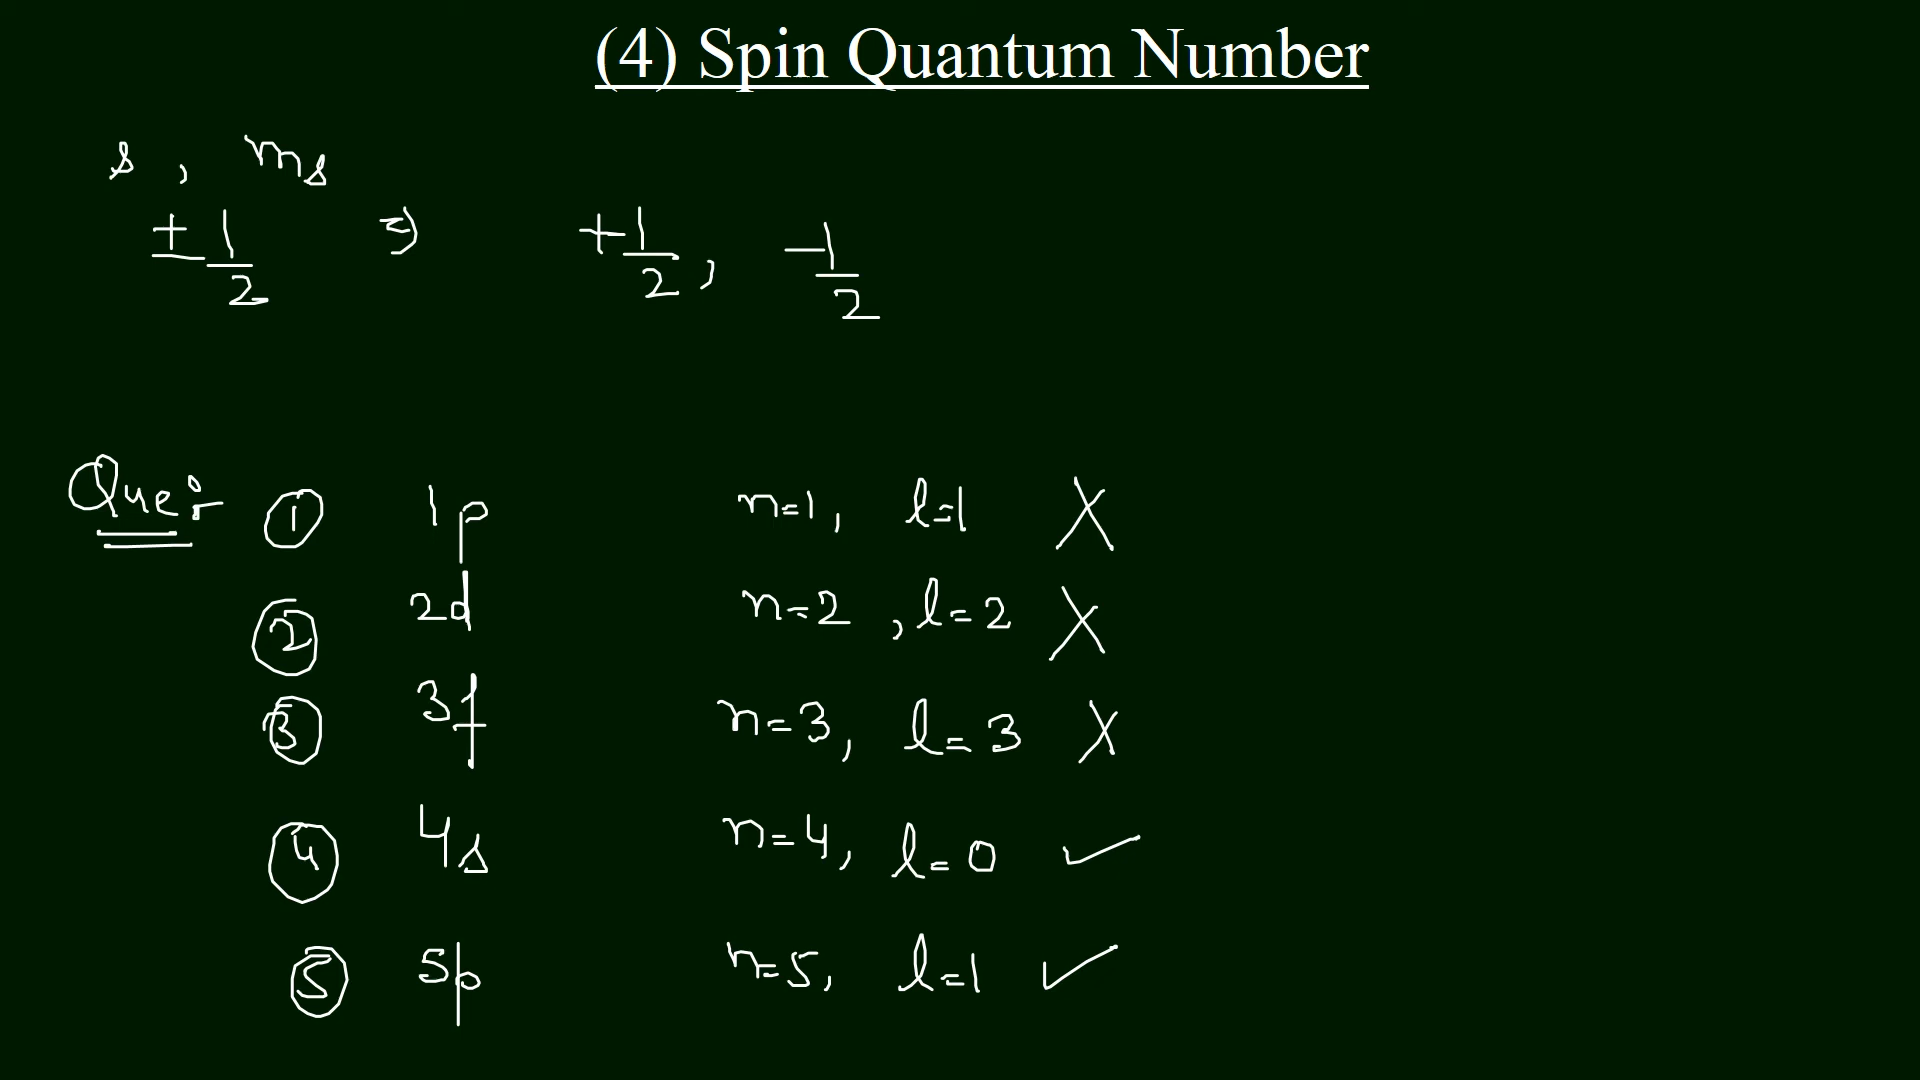 (4) Spin Quantum Number
s , ms
±1/2 ⇒ +1/2, -1/2
Que:- ① 1p n=1, l=1 X
② 2d n=2, l=2 X
③ 3f n=3, l=3 X
④ 4s n=4, l=0 ✓
⑤ 5p n=5, l=1 ✓